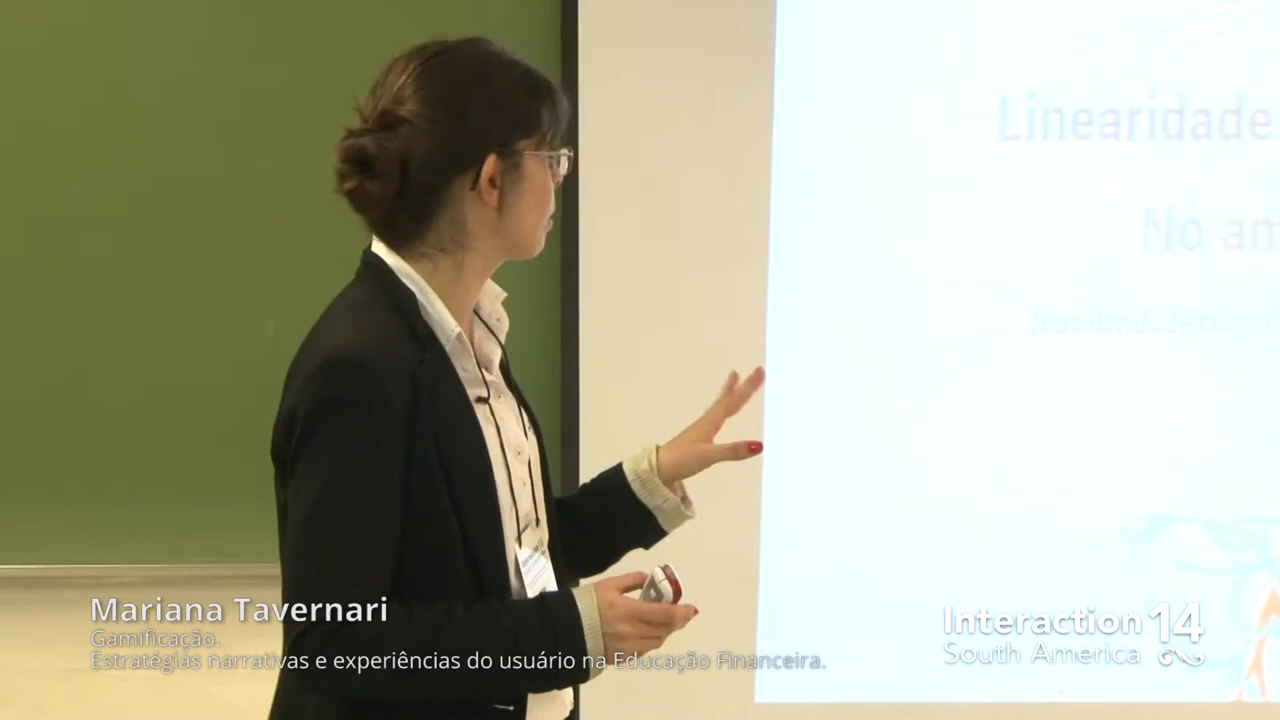 Linearidade
No am
Mariana Tavernari
Gamificação.
Estratégias narrativas e experiências do usuário na Educação Financeira.
Interaction 14
South America